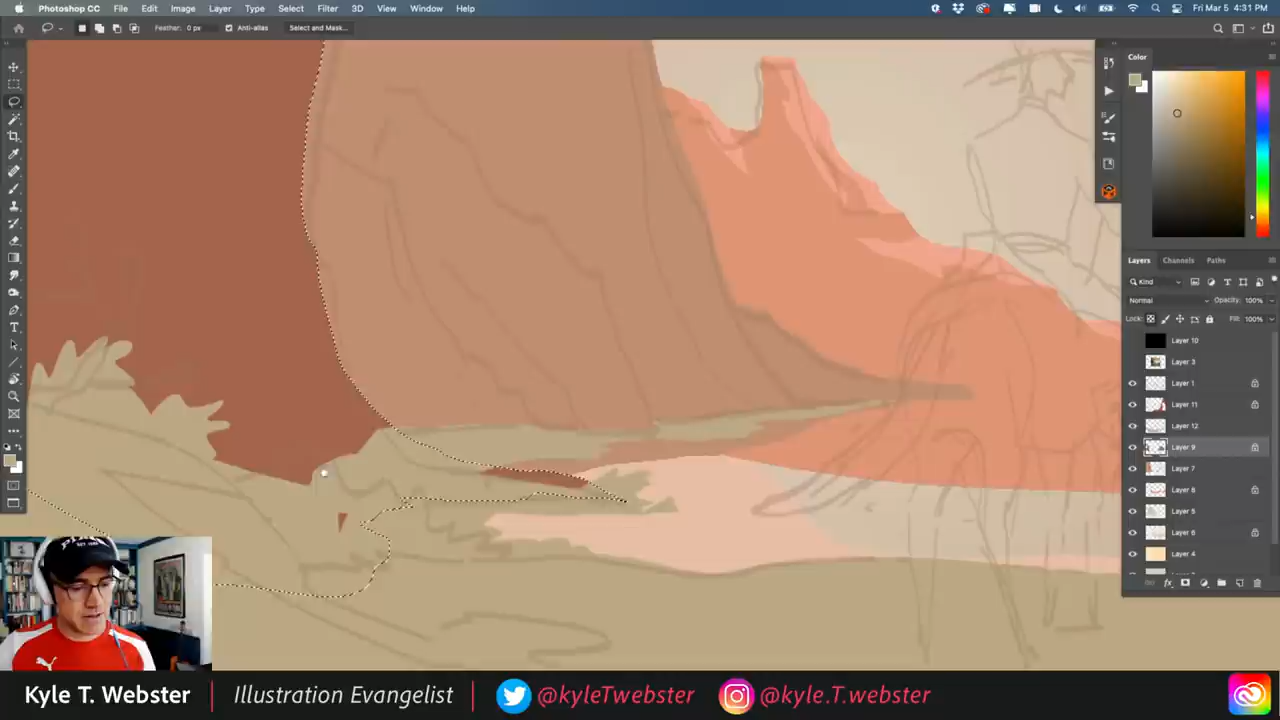 Photoshop CC File Edit Image Layer Type Select Filter 3D View Window Help
Fri Mar 5 4:31 PM
Feather: 0 px Anti-alias Select and Mask...
Color
Layers Channels Paths
Kind
Normal Opacity: 100%
Lock: Fill: 100%
Layer 10
Layer 3
Layer 1
Layer 11
Layer 12
Layer 9
Layer 7
Layer 8
Layer 5
Layer 6
Layer 4
Kyle T. Webster | Illustration Evangelist | @kyleTwebster @kyle.T.webster